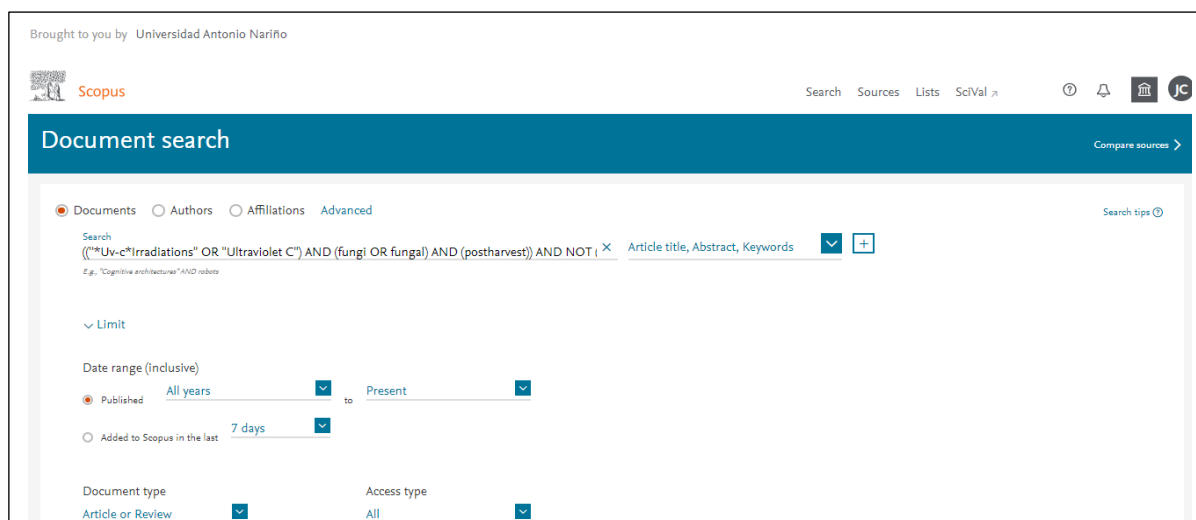 Brought to you by Universidad Antonio Nariño
Scopus
Search Sources Lists SciVal
JC
Document search
Compare sources
Documents Authors Affiliations Advanced
Search tips
Search
(("*Uv-c*Irradiations" OR "Ultraviolet C") AND (fungi OR fungal) AND (postharvest)) AND NOT (
Article title, Abstract, Keywords
E.g., "Cognitive architectures" AND robots
Limit
Date range (inclusive)
Published All years to Present
Added to Scopus in the last 7 days
Document type Access type
Article or Review All